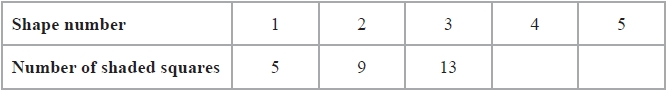 Shape number 1 2 3 4 5
Number of shaded squares 5 9 13